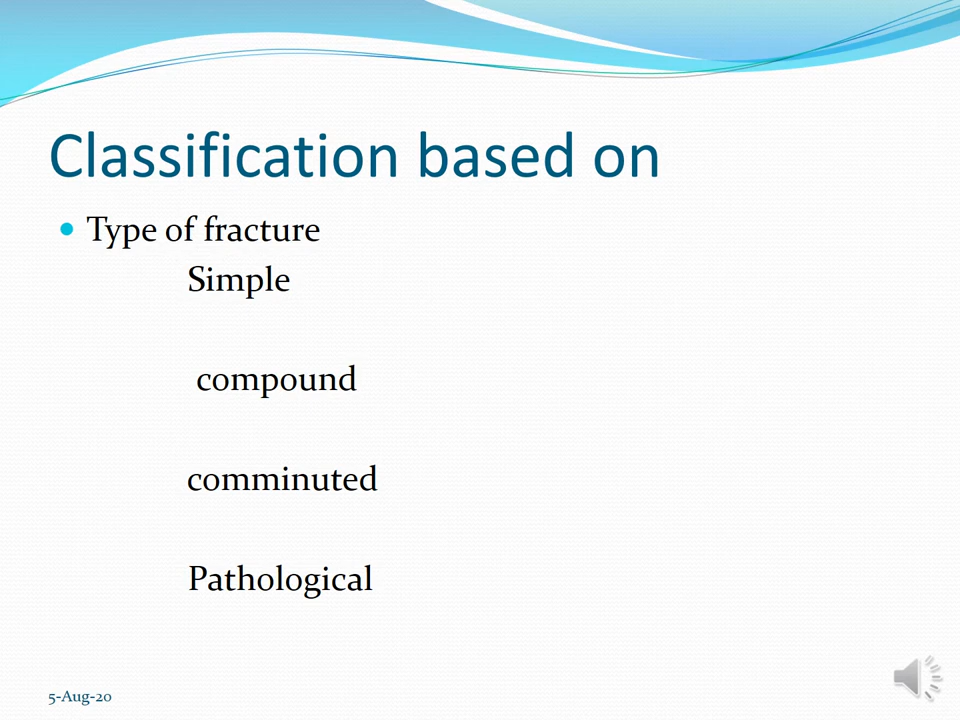 Classification based on
Type of fracture
Simple
compound
comminuted
Pathological
5-Aug-20